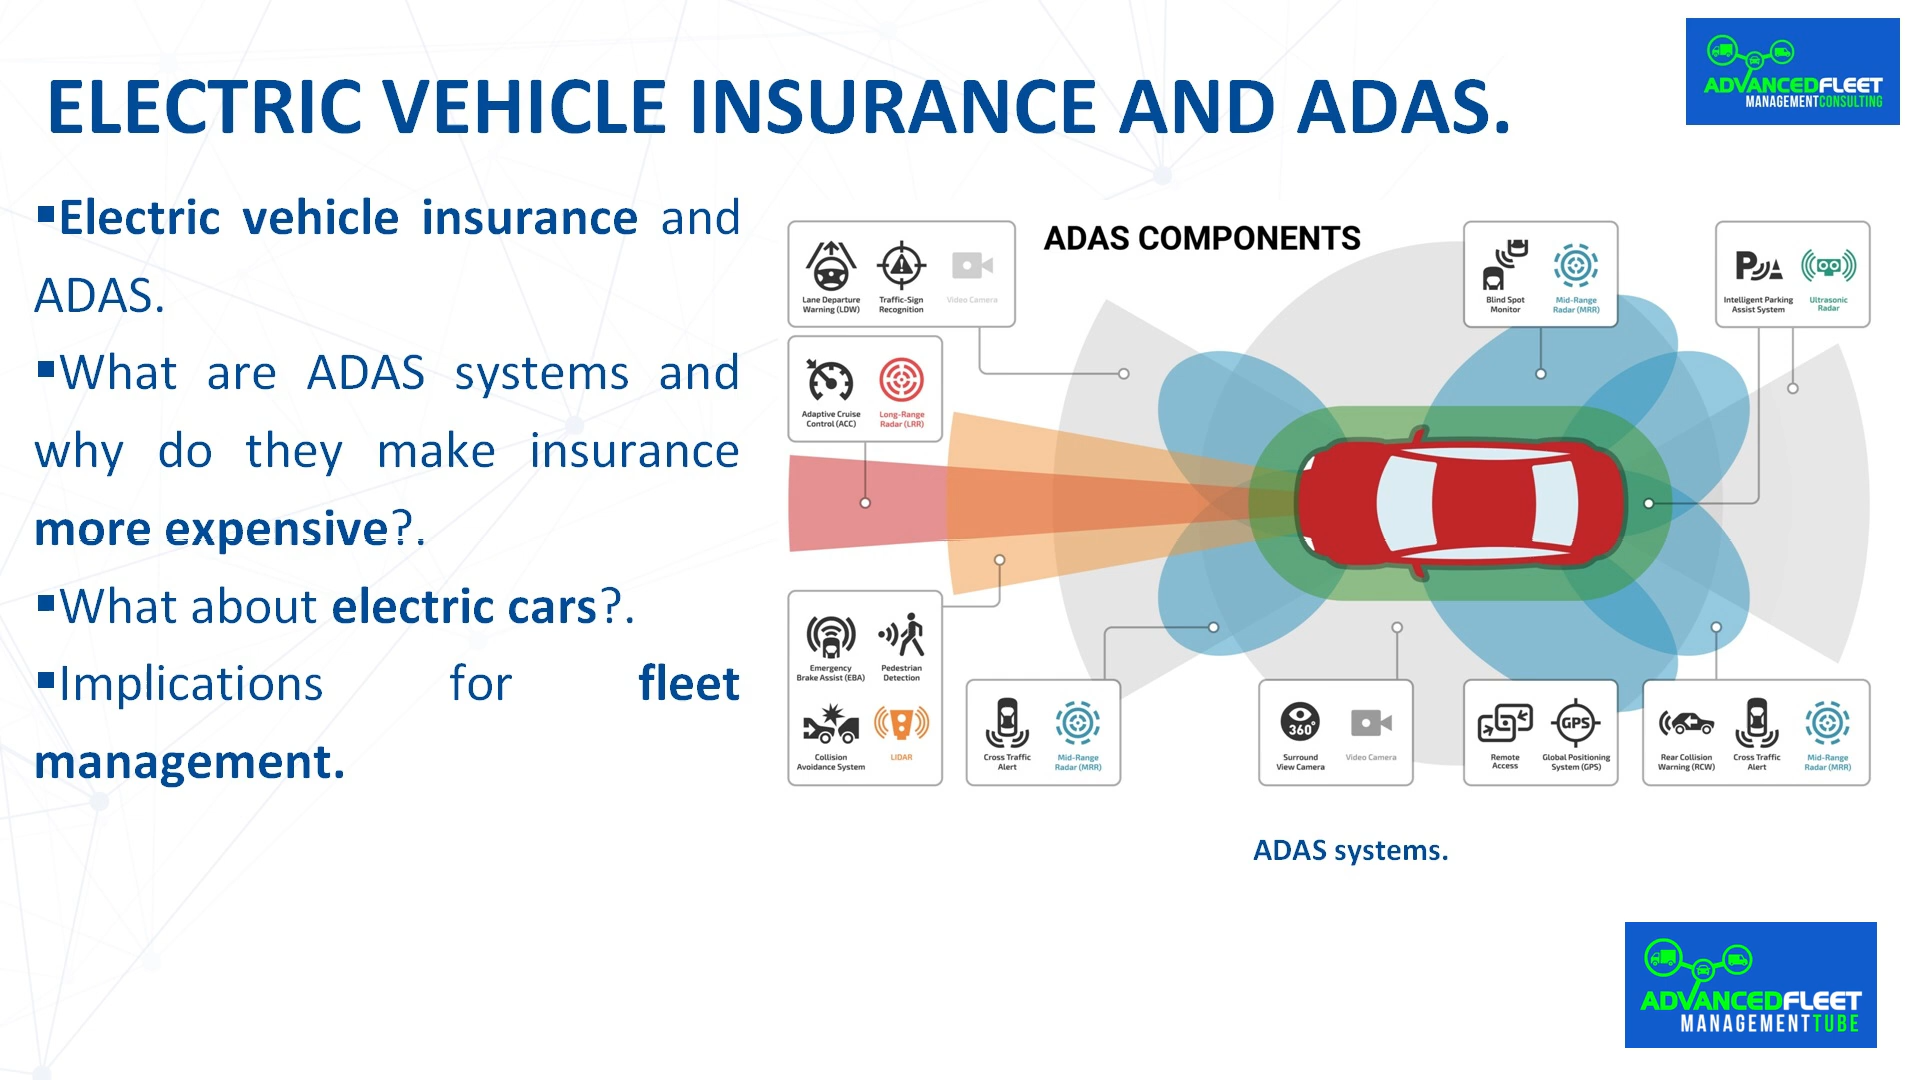 ELECTRIC VEHICLE INSURANCE AND ADAS.
ADVANCEDFLEET
MANAGEMENTCONSULTING
▪Electric vehicle insurance and
ADAS.
▪What are ADAS systems and
why do they make insurance
more expensive?.
▪What about electric cars?.
▪Implications for fleet
management.
ADAS COMPONENTS
Lane Departure
Warning (LDW)
Traffic-Sign
Recognition
Video Camera
Blind Spot
Monitor
Mid-Range
Radar (MRR)
Intelligent Parking
Assist System
Ultrasonic
Radar
Adaptive Cruise
Control (ACC)
Long-Range
Radar (LRR)
Emergency
Brake Assist (EBA)
Pedestrian
Detection
Collision
Avoidance System
LIDAR
Cross Traffic
Alert
Mid-Range
Radar (MRR)
360°
Surround
View Camera
Video Camera
Remote
Access
GPS
Global Positioning
System (GPS)
Rear Collision
Warning (RCW)
Cross Traffic
Alert
Mid-Range
Radar (MRR)
ADAS systems.
ADVANCEDFLEET
MANAGEMENTTUBE